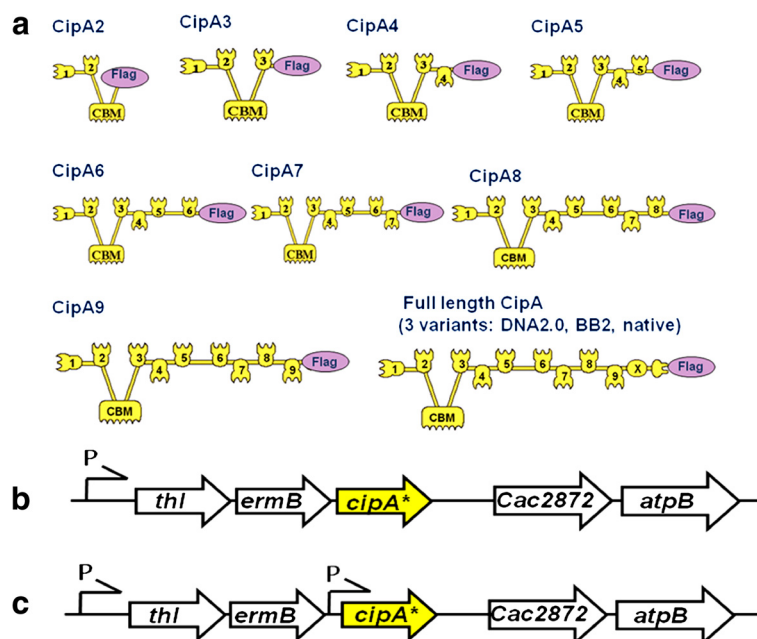 a
CipA2
1 2 Flag
CBM
CipA3
1 2 3 Flag
CBM
CipA4
1 2 3 4 Flag
CBM
CipA5
1 2 3 4 5 Flag
CBM
CipA6
1 2 3 4 5 6 Flag
CBM
CipA7
1 2 3 4 5 6 7 Flag
CBM
CipA8
1 2 3 4 5 6 7 8 Flag
CBM
CipA9
1 2 3 4 5 6 7 8 9 Flag
CBM
Full length CipA
(3 variants: DNA2.0, BB2, native)
1 2 3 4 5 6 7 8 9 X Flag
CBM
b
P
thl ermB cipA* Cac2872 atpB
c
P P
thl ermB cipA* Cac2872 atpB